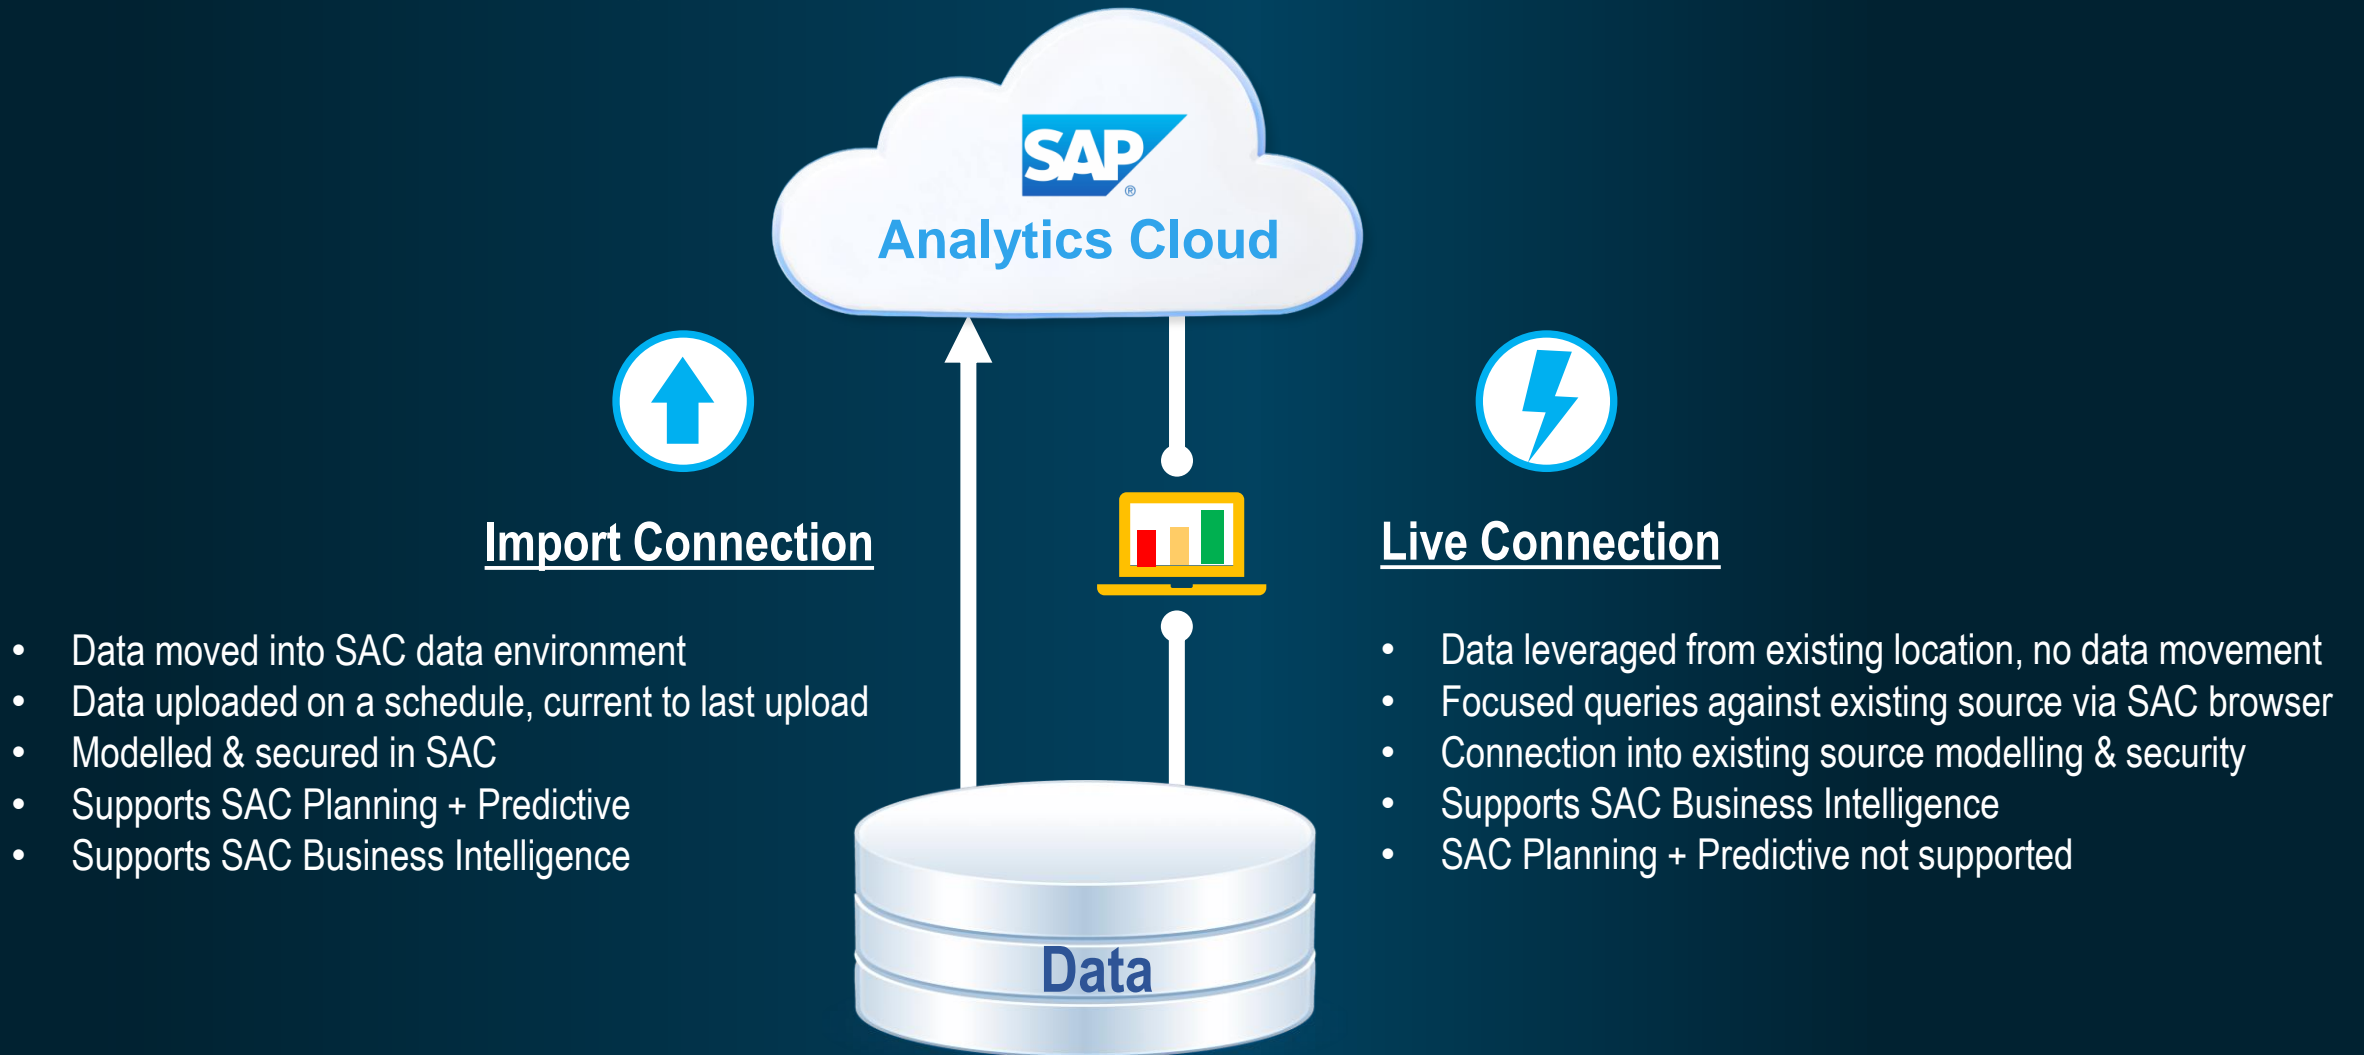 SAP
®
Analytics Cloud
Import Connection
• Data moved into SAC data environment
• Data uploaded on a schedule, current to last upload
• Modelled & secured in SAC
• Supports SAC Planning + Predictive
• Supports SAC Business Intelligence
Live Connection
• Data leveraged from existing location, no data movement
• Focused queries against existing source via SAC browser
• Connection into existing source modelling & security
• Supports SAC Business Intelligence
• SAC Planning + Predictive not supported
Data